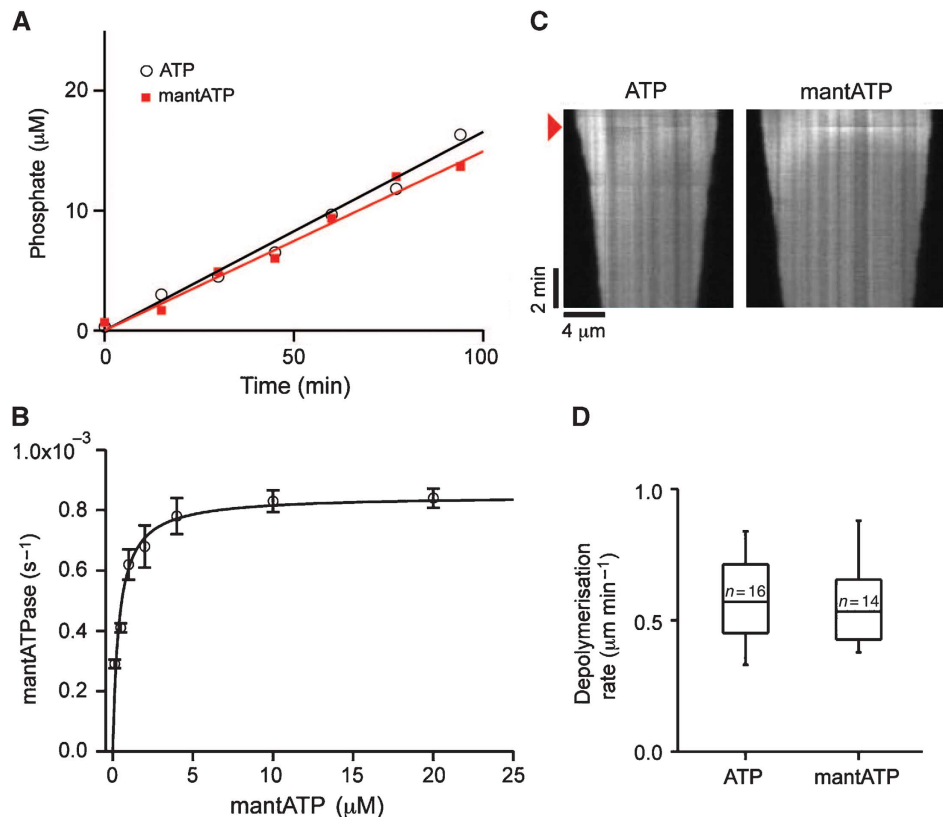 A
20
10
0
Phosphate (μM)
ATP
mantATP
0 50 100
Time (min)
B
1.0x10⁻³
0.8
0.6
0.4
0.2
0.0
mantATPase (s⁻¹)
0 5 10 15 20 25
mantATP (μM)
C
ATP mantATP
2 min
4 μm
D
1.0
0.5
0.0
Depolymerisation
rate (μm min⁻¹)
n=16
n=14
ATP mantATP